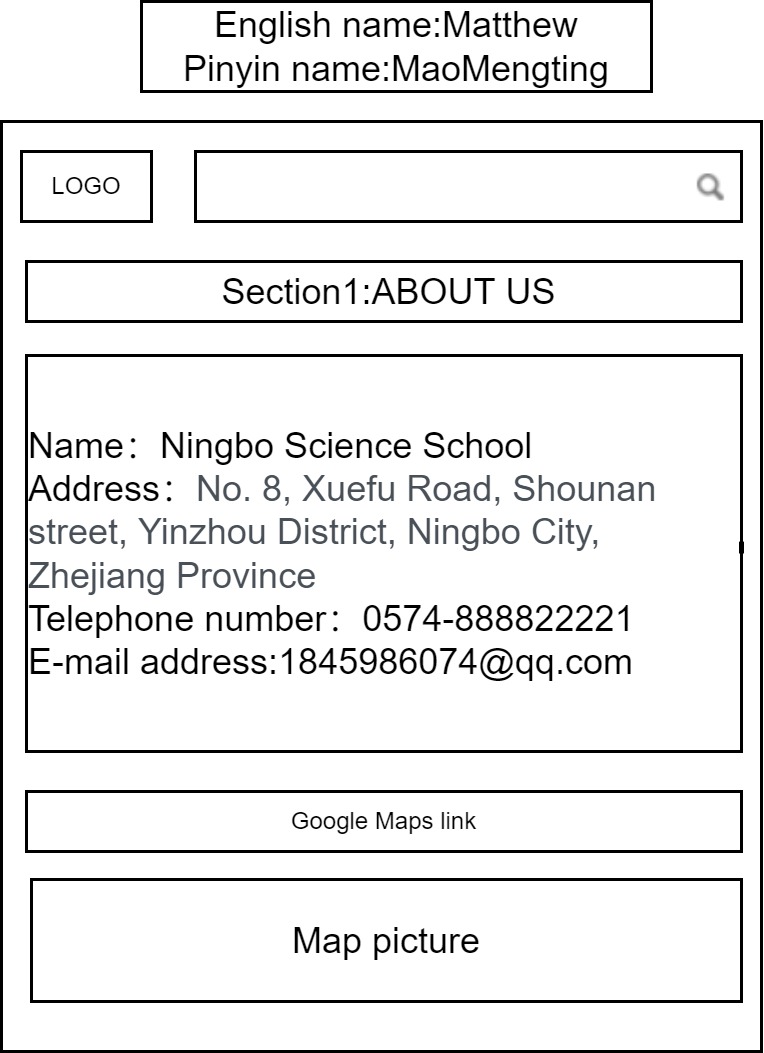 English name:Matthew
Pinyin name:MaoMengting
LOGO
Section1:ABOUT US
Name：Ningbo Science School
Address：No. 8, Xuefu Road, Shounan
street, Yinzhou District, Ningbo City,
Zhejiang Province
Telephone number：0574-888822221
E-mail address:1845986074@qq.com
Google Maps link
Map picture